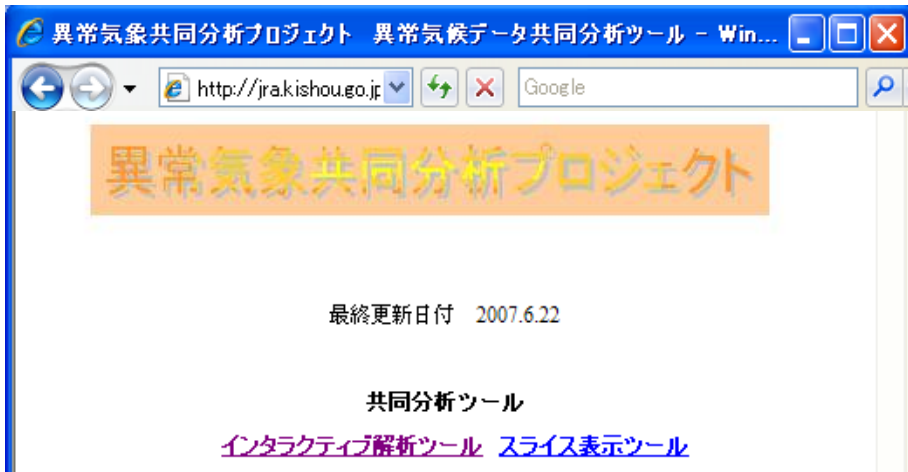 異常気象共同分析プロジェクト 異常気候データ共同分析ツール - Win...
http://jra.kishou.go.jp
Google
異常気象共同分析プロジェクト
最終更新日付 2007.6.22
共同分析ツール
インタラクティブ解析ツール スライス表示ツール